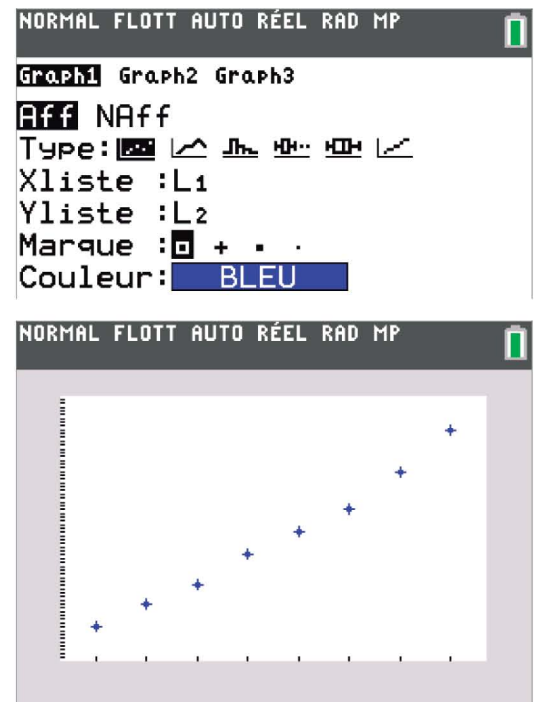 NORMAL FLOTT AUTO RÉEL RAD MP
Graph1 Graph2 Graph3
Aff NAff
Type:
Xliste :L1
Yliste :L2
Marque :
Couleur: BLEU
NORMAL FLOTT AUTO RÉEL RAD MP